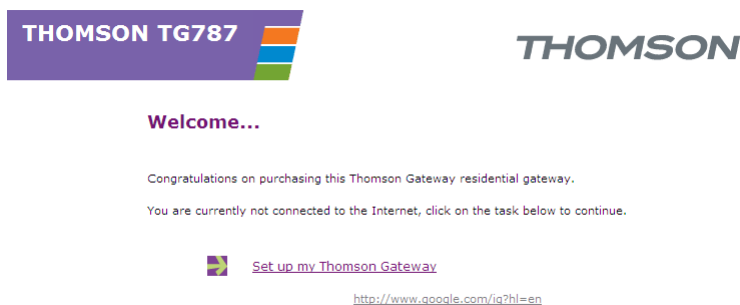 THOMSON TG787
THOMSON
Welcome...
Congratulations on purchasing this Thomson Gateway residential gateway.
You are currently not connected to the Internet, click on the task below to continue.
Set up my Thomson Gateway
http://www.google.com/ig?hl=en